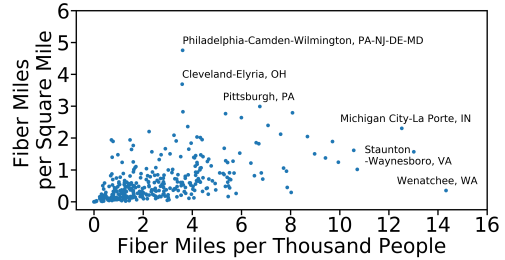 6
5
4
3
2
1
0
Fiber Miles
per Square Mile
Philadelphia-Camden-Wilmington, PA-NJ-DE-MD
Cleveland-Elyria, OH
Pittsburgh, PA
Michigan City-La Porte, IN
Staunton
-Waynesboro, VA
Wenatchee, WA
0 2 4 6 8 10 12 14 16
Fiber Miles per Thousand People